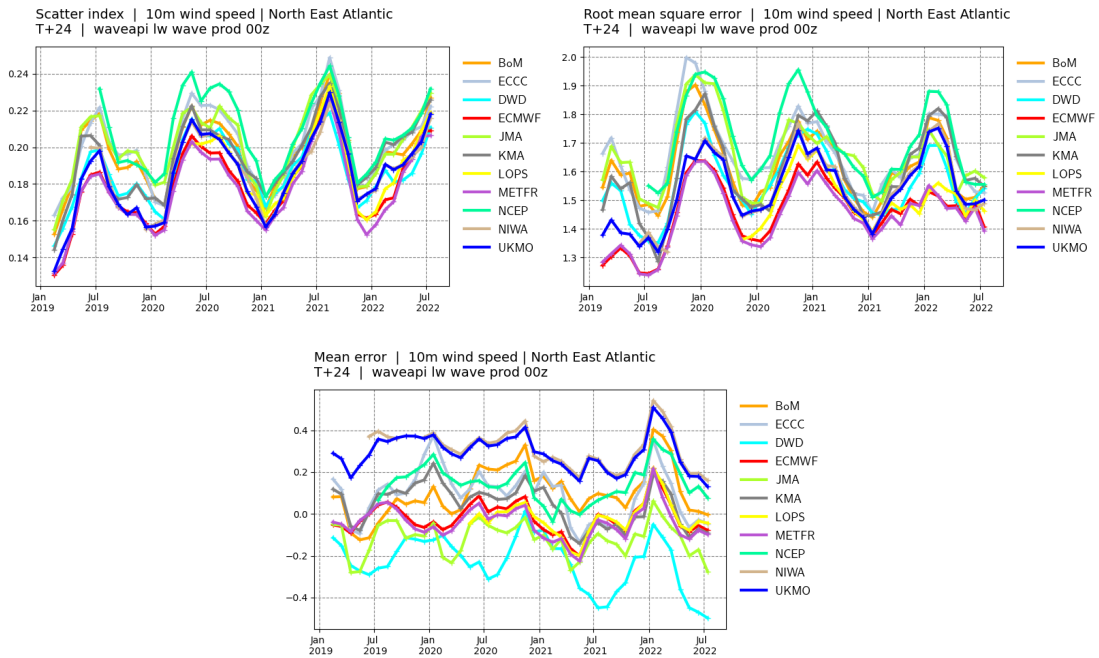 Scatter index | 10m wind speed | North East Atlantic
T+24 | waveapi lw wave prod 00z
0.24
0.22
0.20
0.18
0.16
0.14
Jan 2019
Jul 2019
Jan 2020
Jul 2020
Jan 2021
Jul 2021
Jan 2022
Jul 2022
BoM
ECCC
DWD
ECMWF
JMA
KMA
LOPS
METFR
NCEP
NIWA
UKMO
Root mean square error | 10m wind speed | North East Atlantic
T+24 | waveapi lw wave prod 00z
2.0
1.9
1.8
1.7
1.6
1.5
1.4
1.3
Jan 2019
Jul 2019
Jan 2020
Jul 2020
Jan 2021
Jul 2021
Jan 2022
Jul 2022
BoM
ECCC
DWD
ECMWF
JMA
KMA
LOPS
METFR
NCEP
NIWA
UKMO
Mean error | 10m wind speed | North East Atlantic
T+24 | waveapi lw wave prod 00z
0.4
0.2
0.0
−0.2
−0.4
Jan 2019
Jul 2019
Jan 2020
Jul 2020
Jan 2021
Jul 2021
Jan 2022
Jul 2022
BoM
ECCC
DWD
ECMWF
JMA
KMA
LOPS
METFR
NCEP
NIWA
UKMO